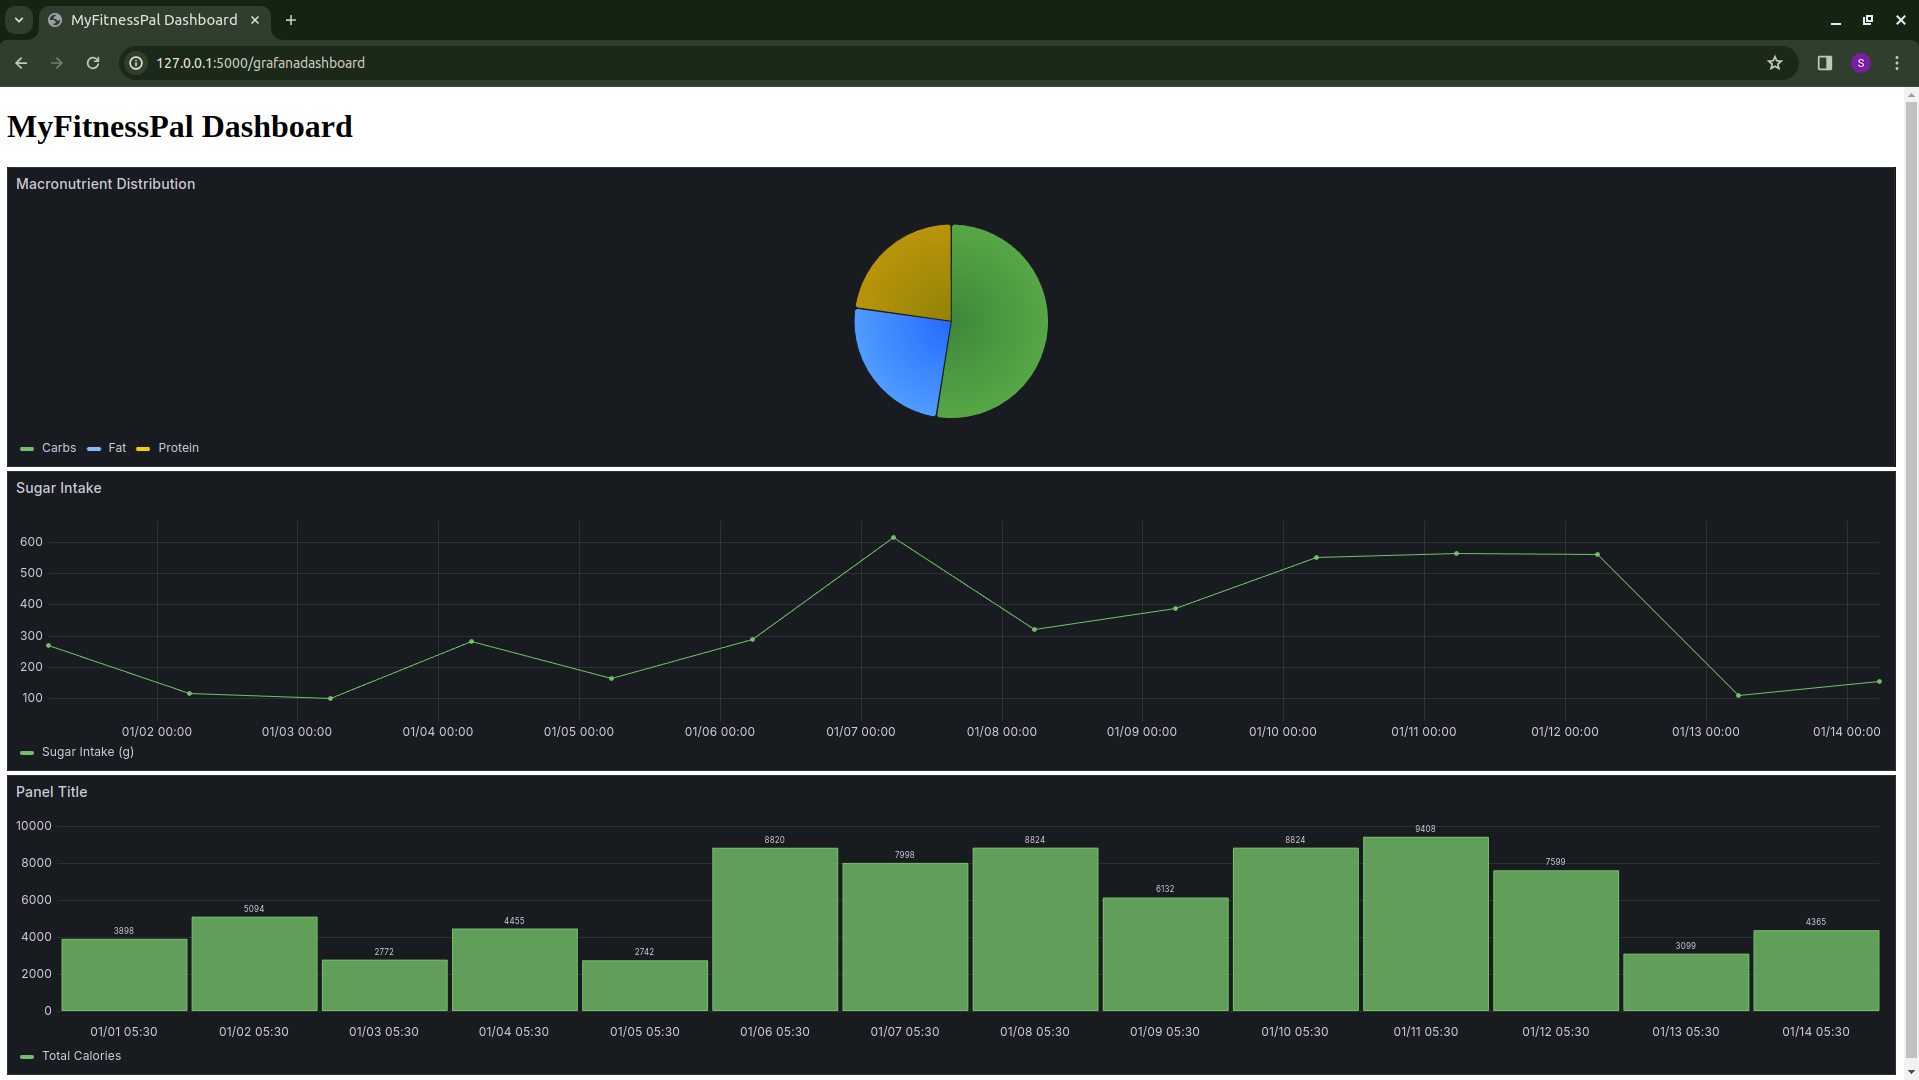 MyFitnessPal Dashboard
127.0.0.1:5000/grafanadashboard
S
MyFitnessPal Dashboard
Macronutrient Distribution
Carbs Fat Protein
Sugar Intake
600
500
400
300
200
100
01/02 00:00 01/03 00:00 01/04 00:00 01/05 00:00 01/06 00:00 01/07 00:00 01/08 00:00 01/09 00:00 01/10 00:00 01/11 00:00 01/12 00:00 01/13 00:00 01/14 00:00
Sugar Intake (g)
Panel Title
10000
8000
6000
4000
2000
0
3898 5094 2772 4455 2742 8820 7998 8824 6132 8824 9408 7599 3099 4365
01/01 05:30 01/02 05:30 01/03 05:30 01/04 05:30 01/05 05:30 01/06 05:30 01/07 05:30 01/08 05:30 01/09 05:30 01/10 05:30 01/11 05:30 01/12 05:30 01/13 05:30 01/14 05:30
Total Calories